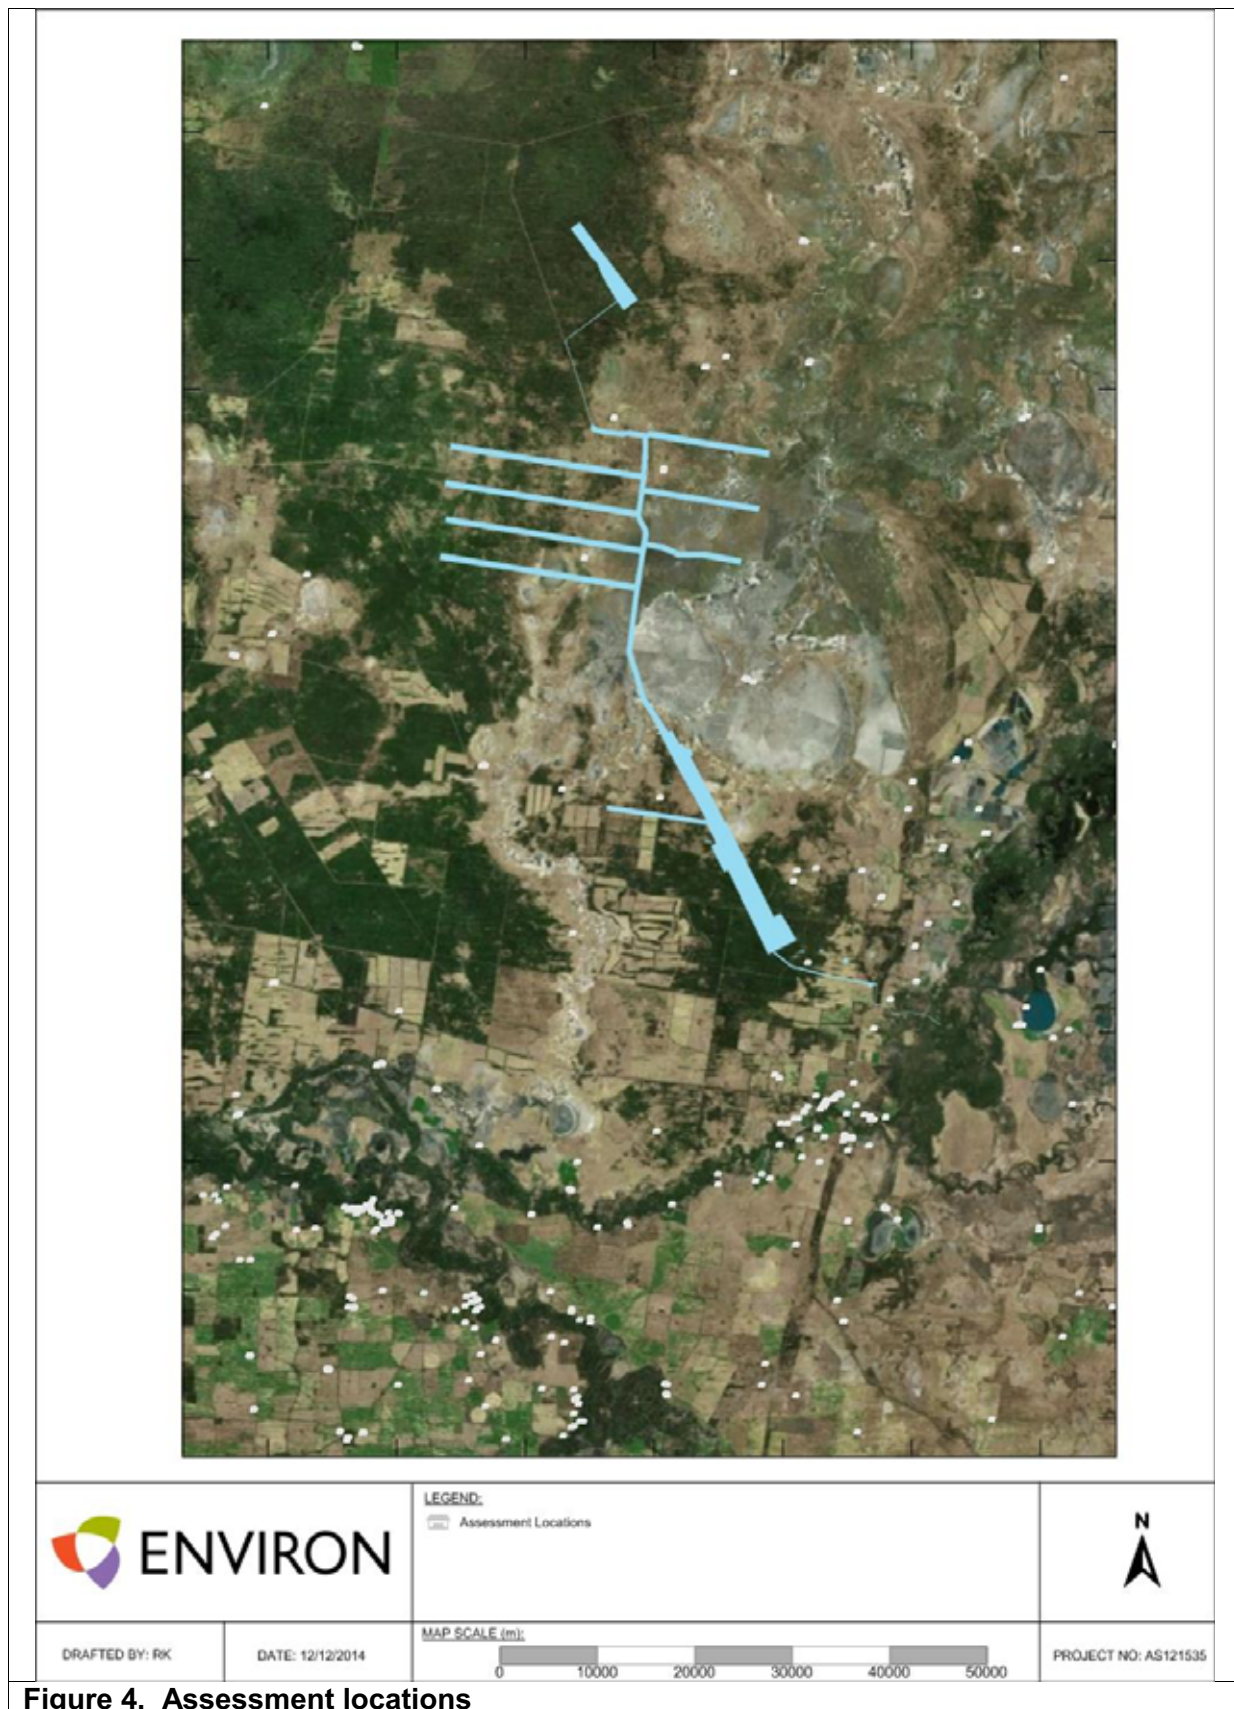 ENVIRON
LEGEND:
Assessment Locations
N
DRAFTED BY: RK
DATE: 12/12/2014
MAP SCALE (m):
0 10000 20000 30000 40000 50000
PROJECT NO: AS121535
Figure 4. Assessment locations